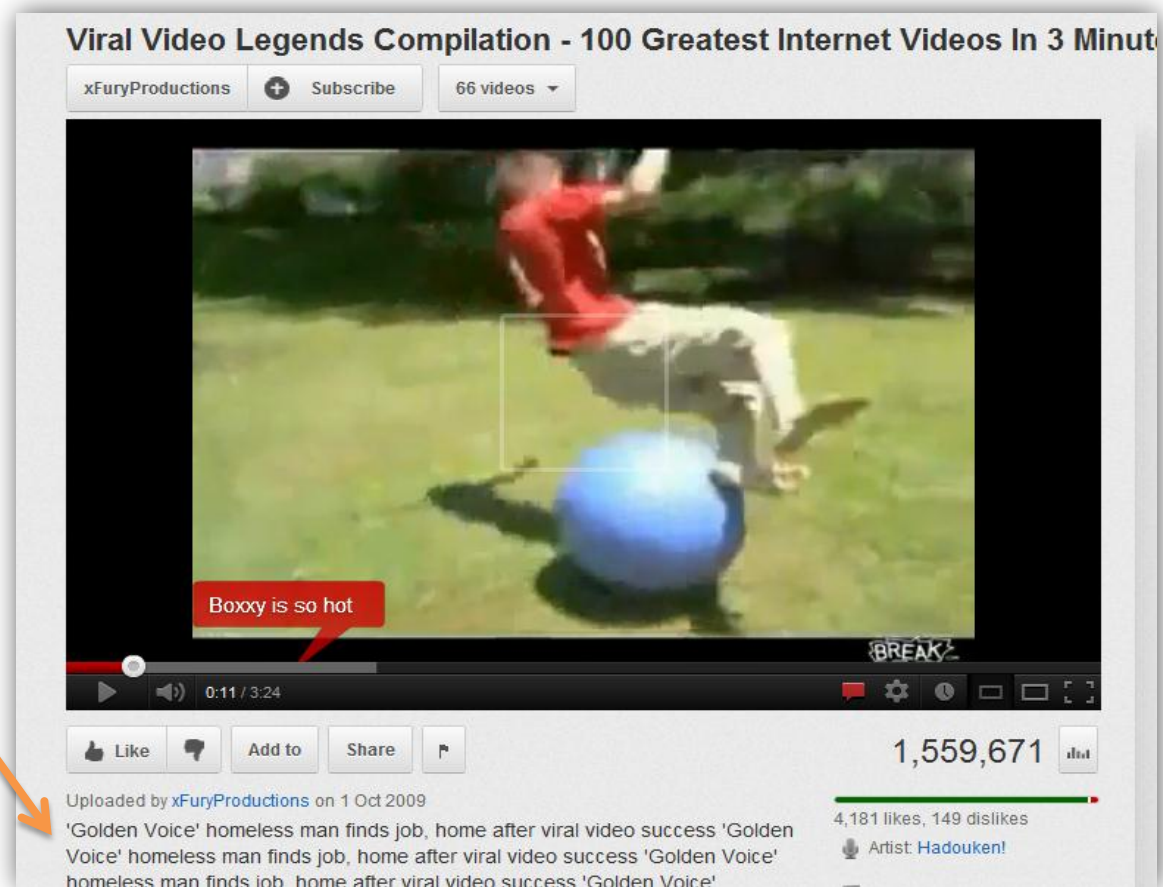 Viral Video Legends Compilation - 100 Greatest Internet Videos In 3 Minut
xFuryProductions Subscribe 66 videos
Boxxy is so hot
BREAK
0:11 / 3:24
Like Add to Share 1,559,671
Uploaded by xFuryProductions on 1 Oct 2009
'Golden Voice' homeless man finds job, home after viral video success 'Golden
Voice' homeless man finds job, home after viral video success 'Golden Voice'
homeless man finds job, home after viral video success 'Golden Voice'
4,181 likes, 149 dislikes
Artist: Hadouken!